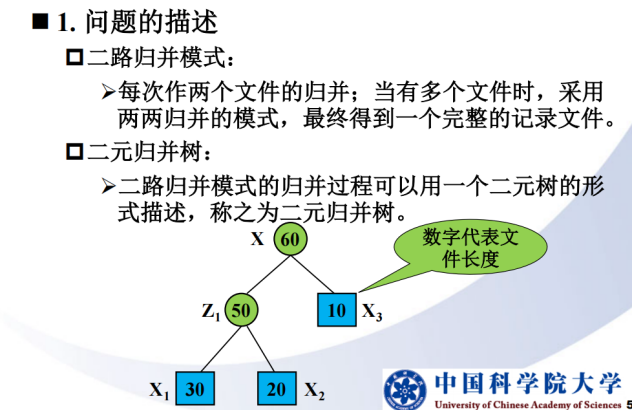 ■ 1. 问题的描述
二路归并模式：
➢每次作两个文件的归并；当有多个文件时，采用
两两归并的模式，最终得到一个完整的记录文件。
二元归并树：
➢二路归并模式的归并过程可以用一个二元树的形
式描述，称之为二元归并树。
X 60
数字代表文
件长度
Z₁ 50
10 X₃
X₁ 30
20 X₂
中国科学院大学
University of Chinese Academy of Sciences 5